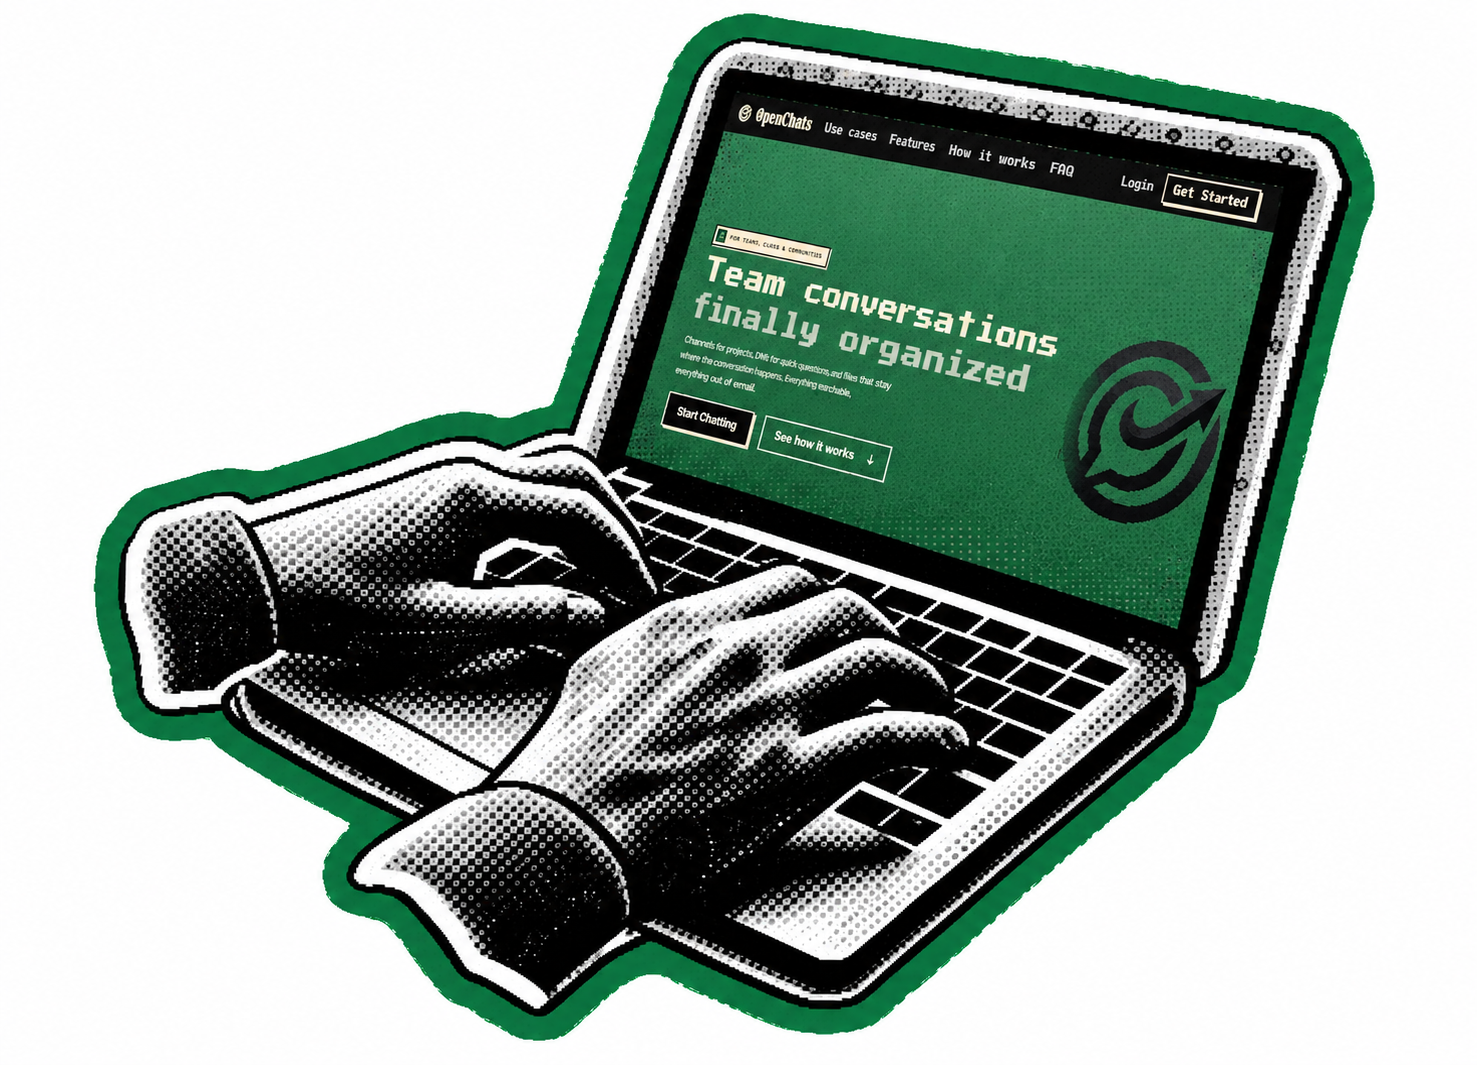 OpenChats Use cases Features How it works FAQ Login Get Started
FOR TEAMS, CLASS & COMMUNITIES
Team conversations
finally organized
Channels for projects, DMs for quick questions, and files that stay
where the conversation happens. Everything searchable,
everything out of email.
Start Chatting See how it works ↓